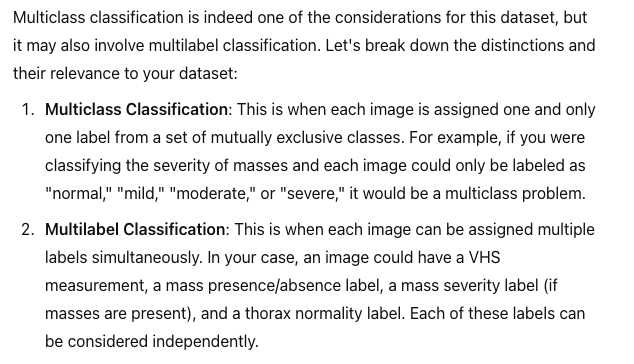 Multiclass classification is indeed one of the considerations for this dataset, but
it may also involve multilabel classification. Let's break down the distinctions and
their relevance to your dataset:
1. Multiclass Classification: This is when each image is assigned one and only
one label from a set of mutually exclusive classes. For example, if you were
classifying the severity of masses and each image could only be labeled as
"normal," "mild," "moderate," or "severe," it would be a multiclass problem.
2. Multilabel Classification: This is when each image can be assigned multiple
labels simultaneously. In your case, an image could have a VHS
measurement, a mass presence/absence label, a mass severity label (if
masses are present), and a thorax normality label. Each of these labels can
be considered independently.